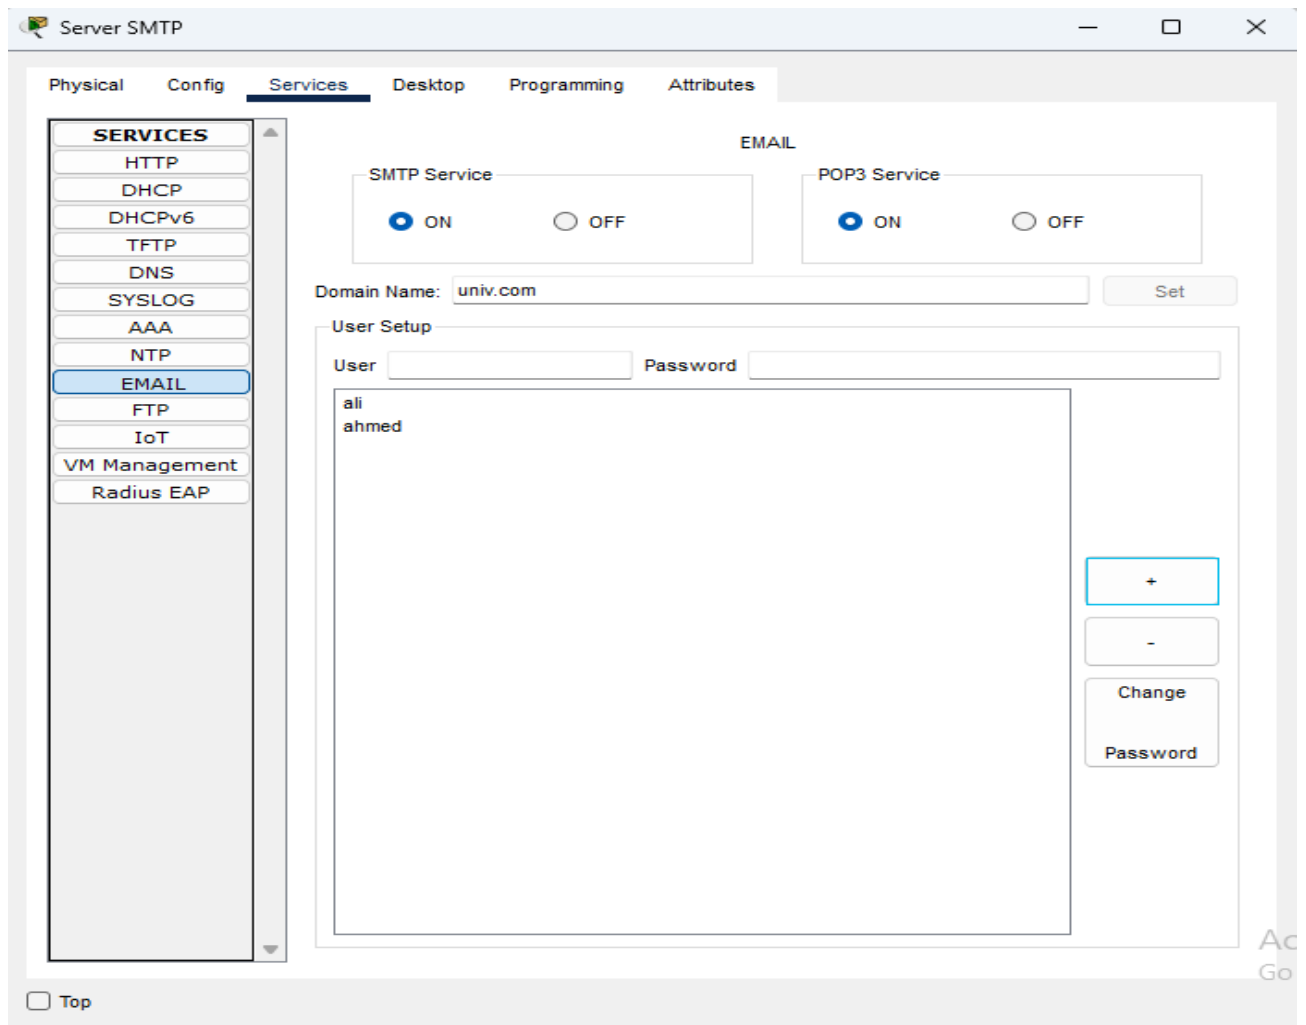 Server SMTP
Physical Config Services Desktop Programming Attributes
SERVICES
HTTP
DHCP
DHCPv6
TFTP
DNS
SYSLOG
AAA
NTP
EMAIL
FTP
IoT
VM Management
Radius EAP
EMAIL
SMTP Service
ON OFF
POP3 Service
ON OFF
Domain Name: univ.com Set
User Setup
User Password
ali
ahmed
+
-
Change
Password
Top
Ac
Go